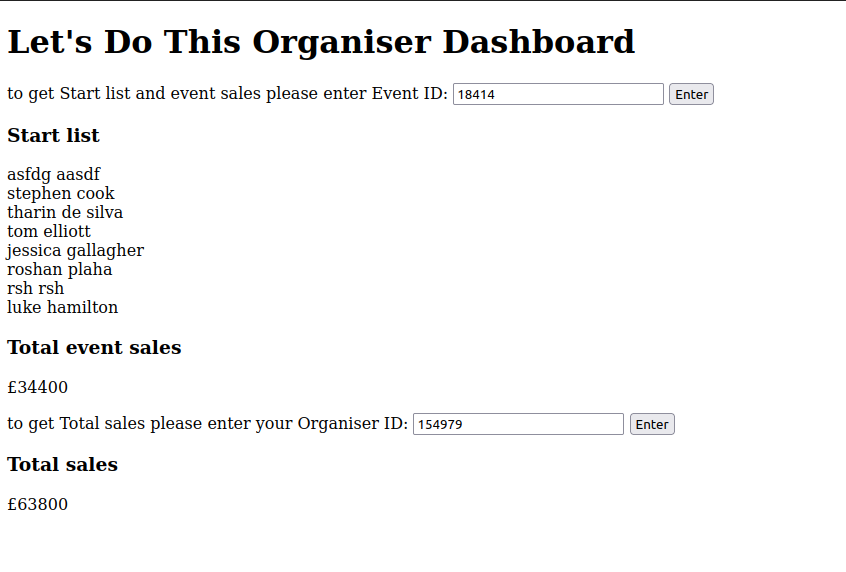 Let's Do This Organiser Dashboard
to get Start list and event sales please enter Event ID: 18414 Enter
Start list
asfdg aasdf
stephen cook
tharin de silva
tom elliott
jessica gallagher
roshan plaha
rsh rsh
luke hamilton
Total event sales
£34400
to get Total sales please enter your Organiser ID: 154979 Enter
Total sales
£63800